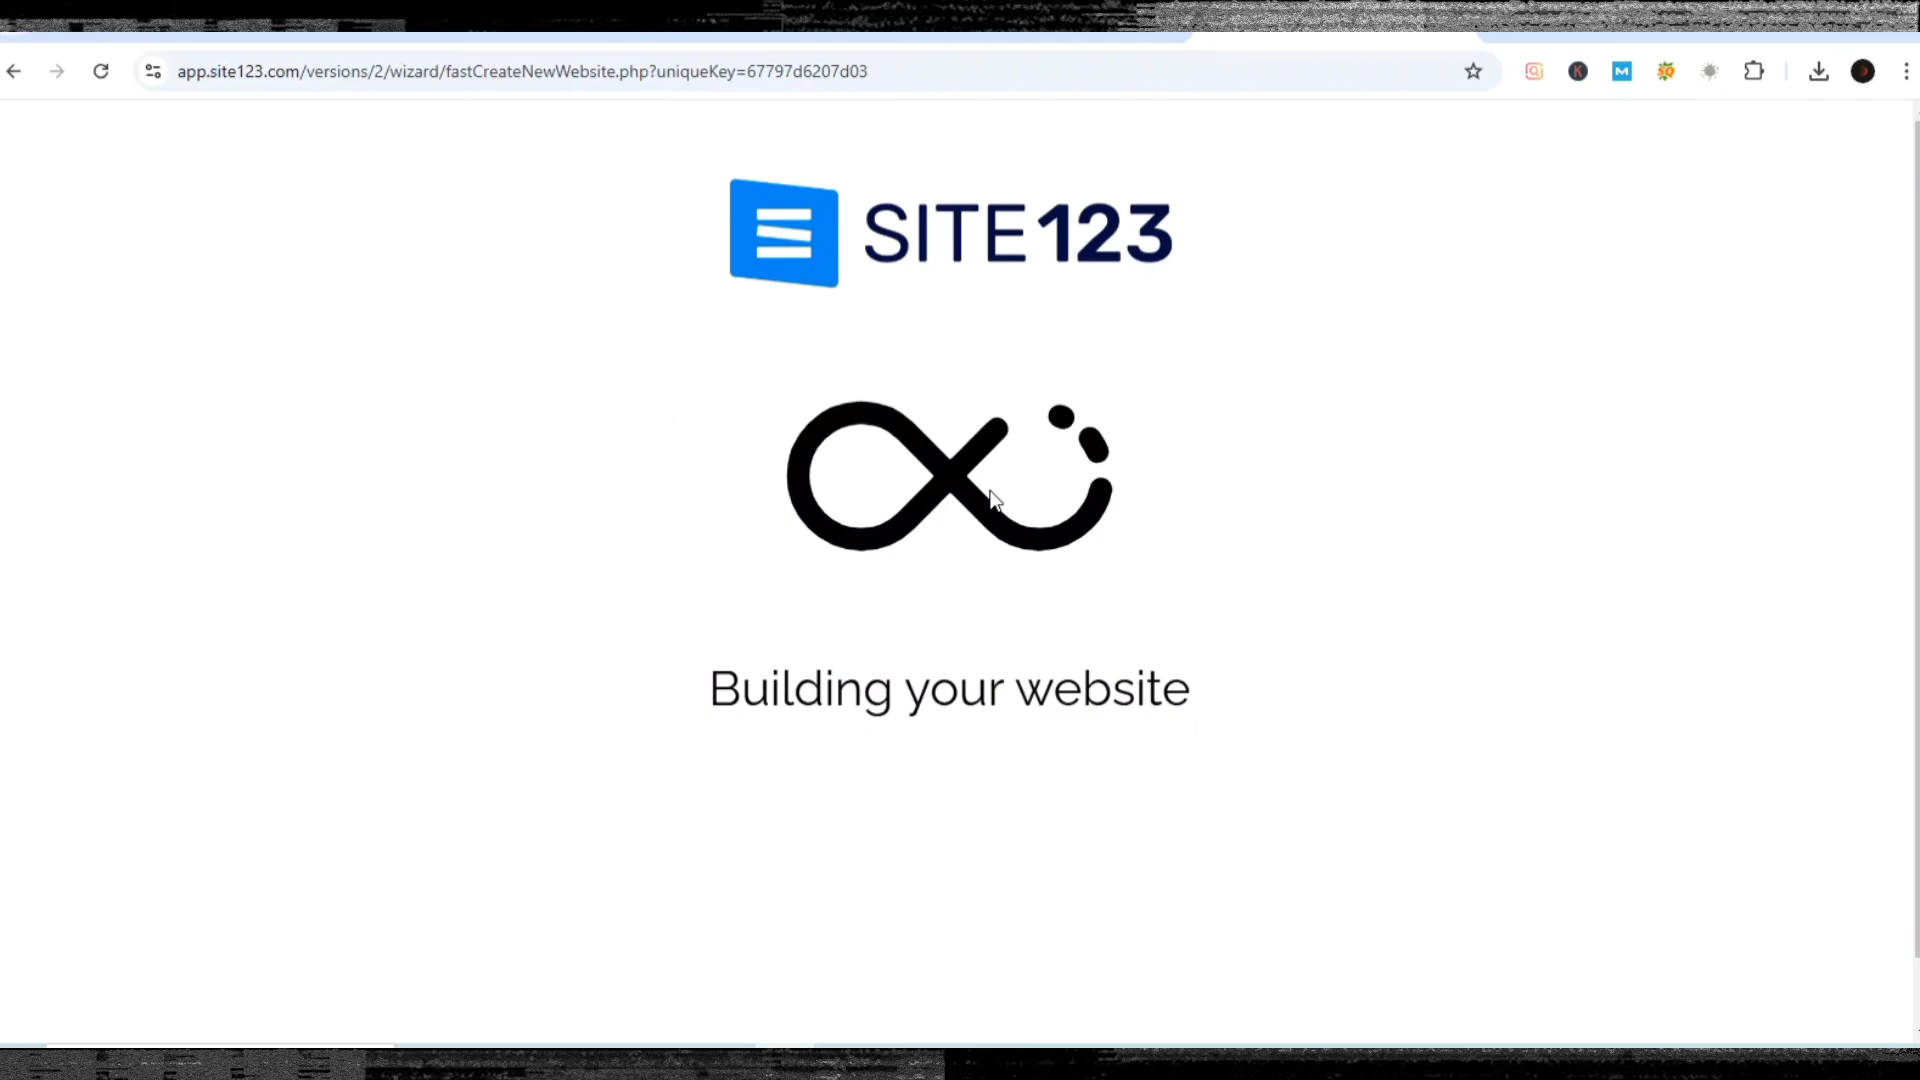 app.site123.com/versions/2/wizard/fastCreateNewWebsite.php?uniqueKey=67797d6207d03
SITE123
Building your website